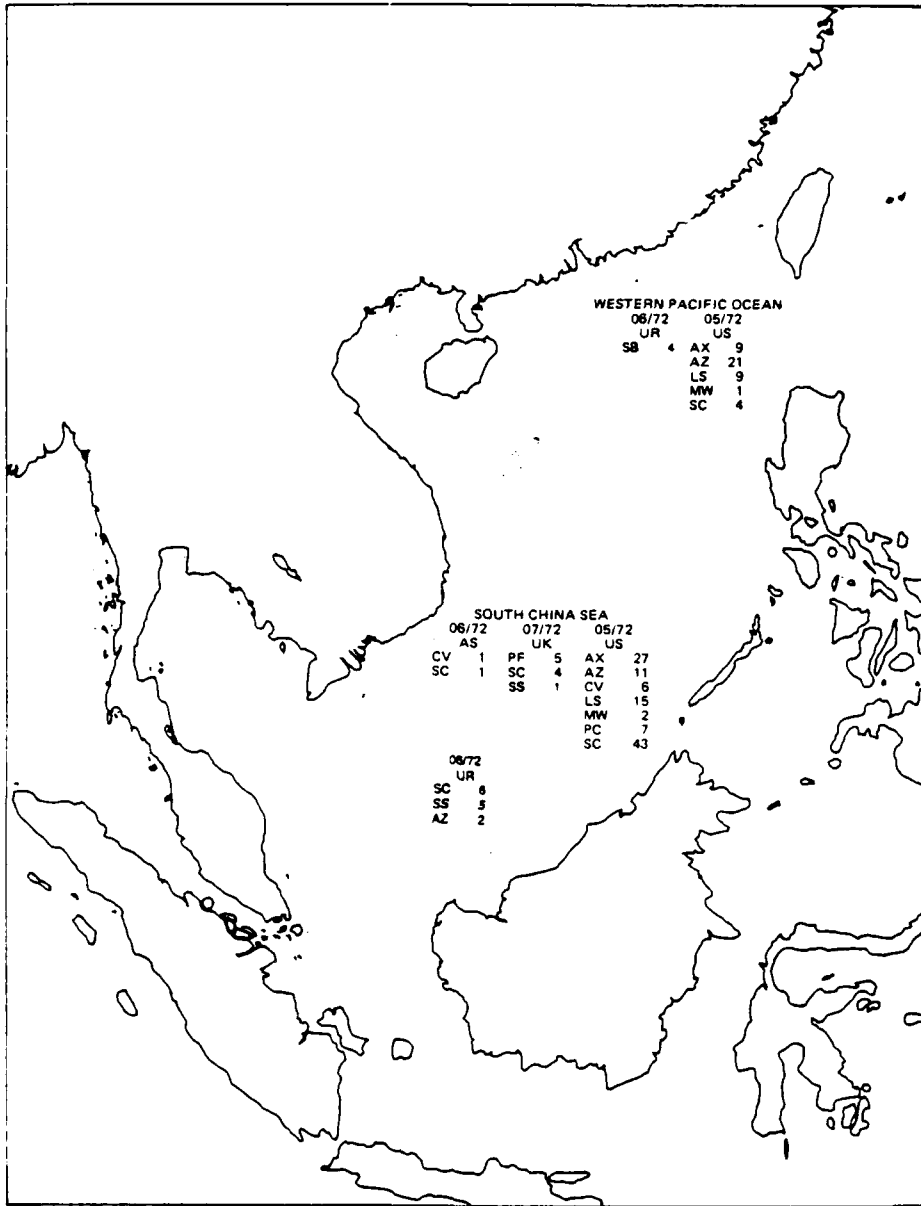 WESTERN PACIFIC OCEAN
06/72 05/72
UR US
SB 4 AX 9
AZ 21
LS 9
MW 1
SC 4
SOUTH CHINA SEA
06/72 07/72 05/72
AS UK US
CV 1 PF 5 AX 27
SC 1 SC 4 AZ 11
SS 1 CV 6
LS 15
MW 2
PC 7
SC 43
06/72
UR
SC 6
SS 5
AZ 2